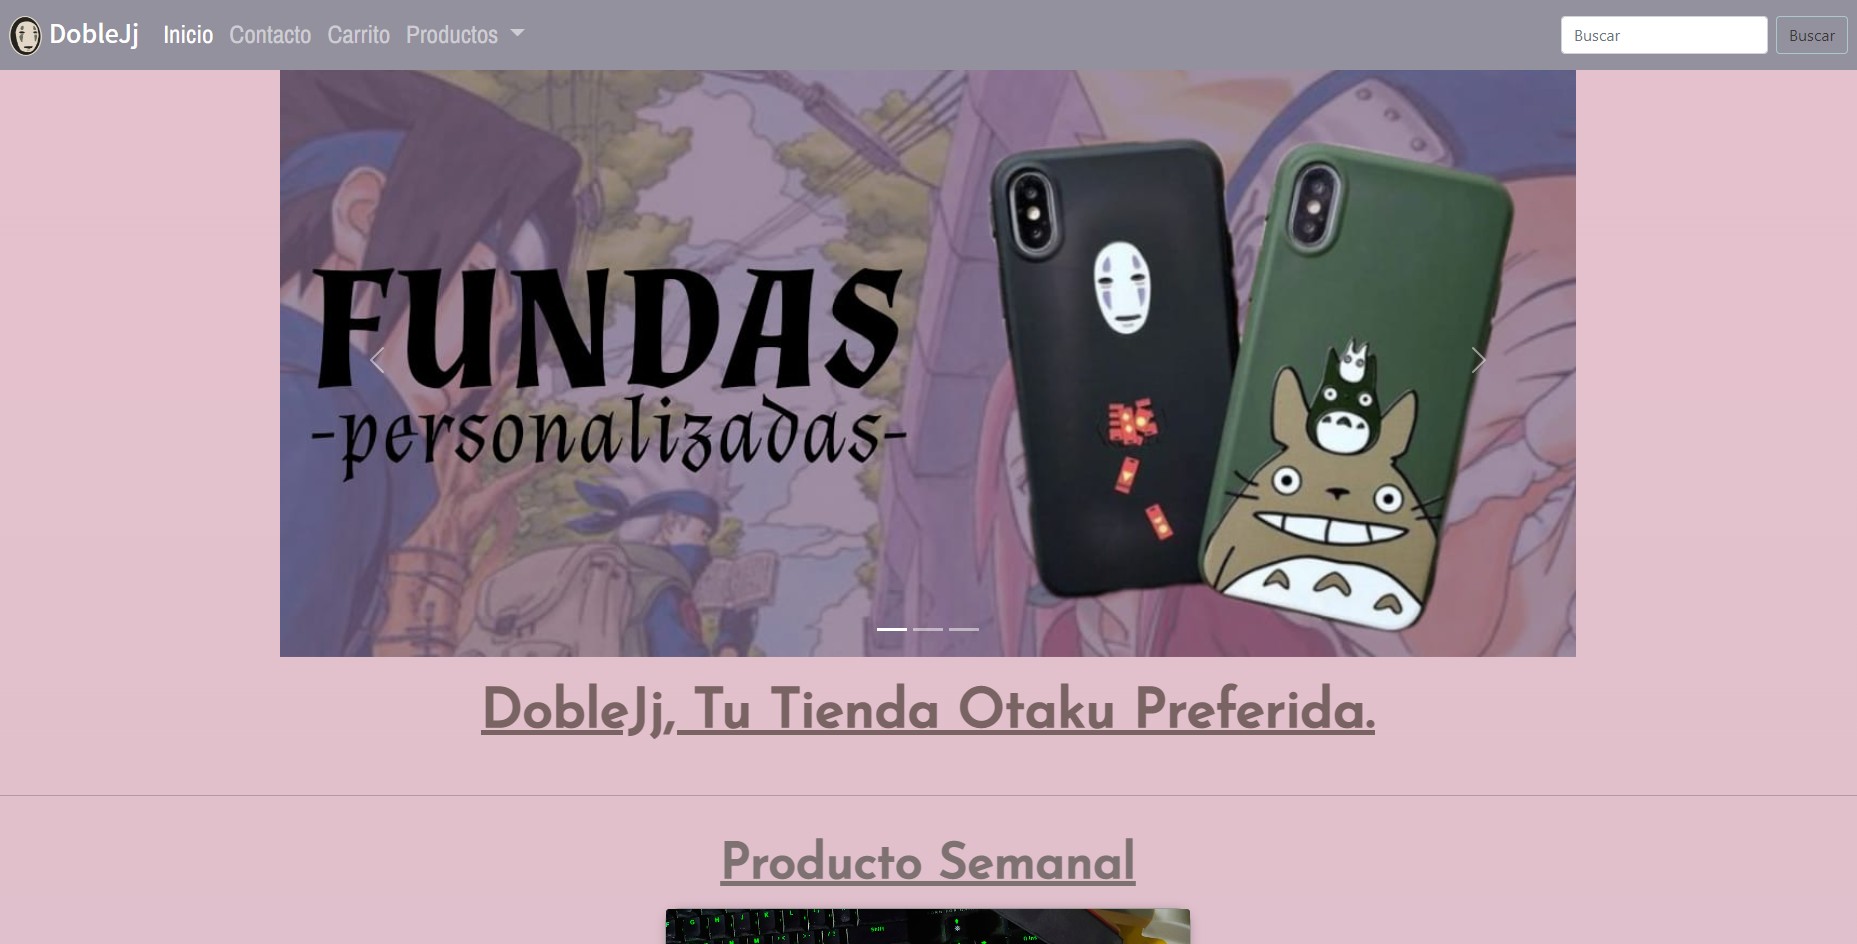 DobleJj Inicio Contacto Carrito Productos Buscar Buscar
FUNDAS
-personalizadas-
DobleJj, Tu Tienda Otaku Preferida.
Producto Semanal